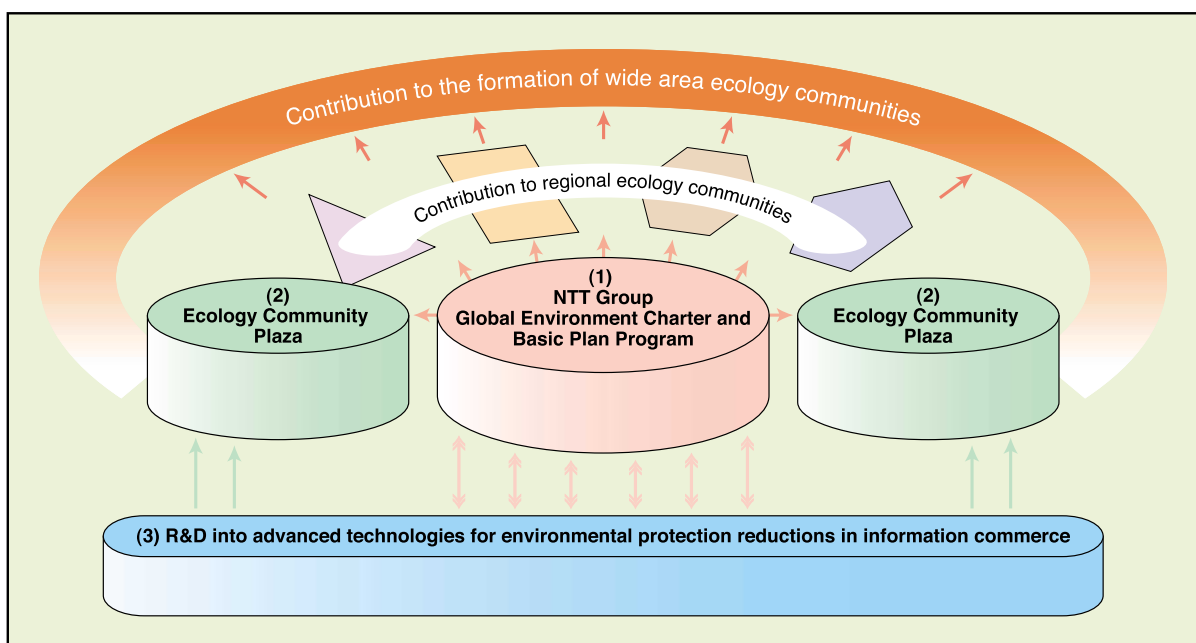 Contribution to the formation of wide area ecology communities
Contribution to regional ecology communities
(1)
NTT Group
Global Environment Charter and
Basic Plan Program
(2)
Ecology Community
Plaza
(2)
Ecology Community
Plaza
(3) R&D into advanced technologies for environmental protection reductions in information commerce